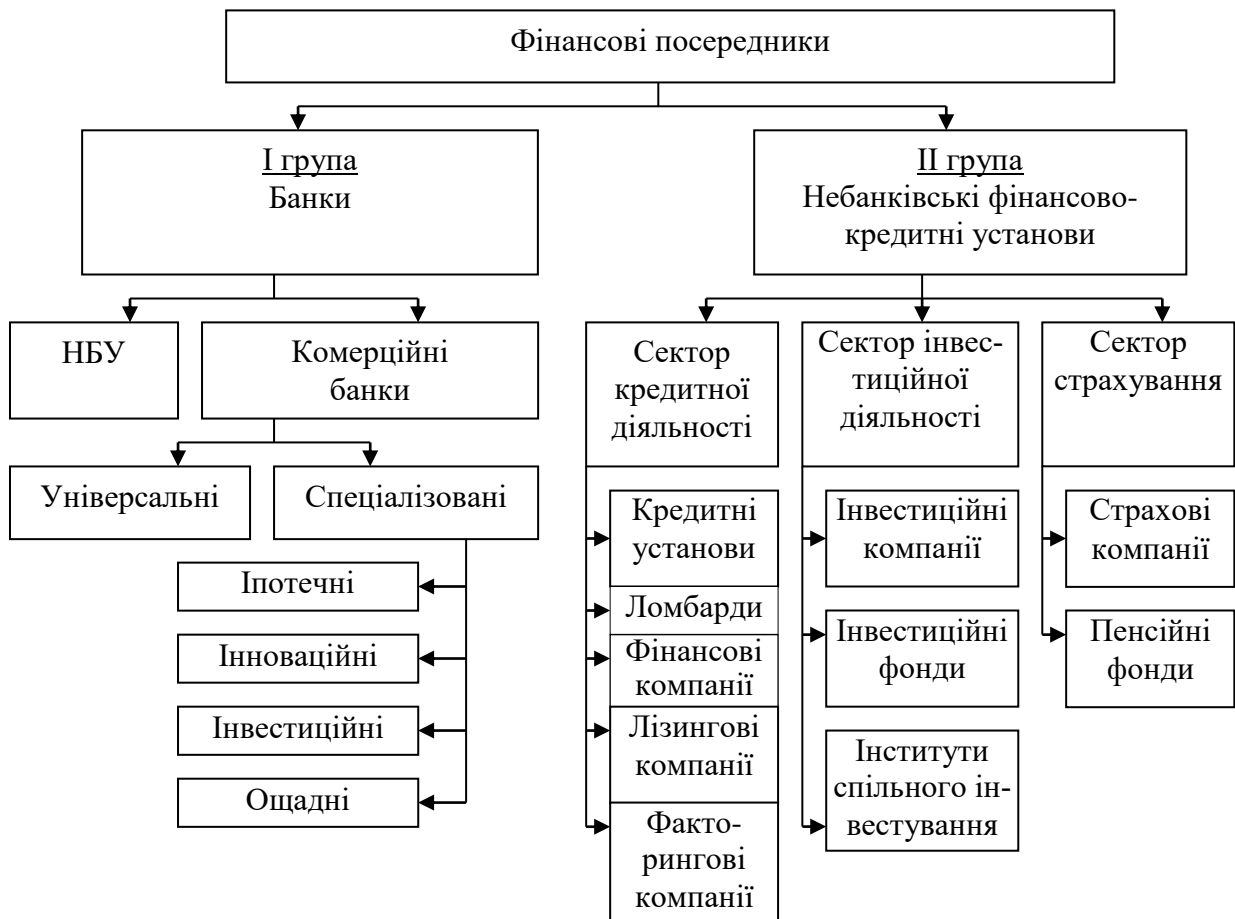 Фінансові посередники
І група
Банки
ІІ група
Небанківські фінансово-
кредитні установи
НБУ
Комерційні
банки
Універсальні
Спеціалізовані
Іпотечні
Інноваційні
Інвестиційні
Ощадні
Сектор
кредитної
діяльності
Кредитні
установи
Ломбарди
Фінансові
компанії
Лізингові
компанії
Факто-
рингові
компанії
Сектор інвес-
тиційної
діяльності
Інвестиційні
компанії
Інвестиційні
фонди
Інститути
спільного ін-
вестування
Сектор
страхування
Страхові
компанії
Пенсійні
фонди